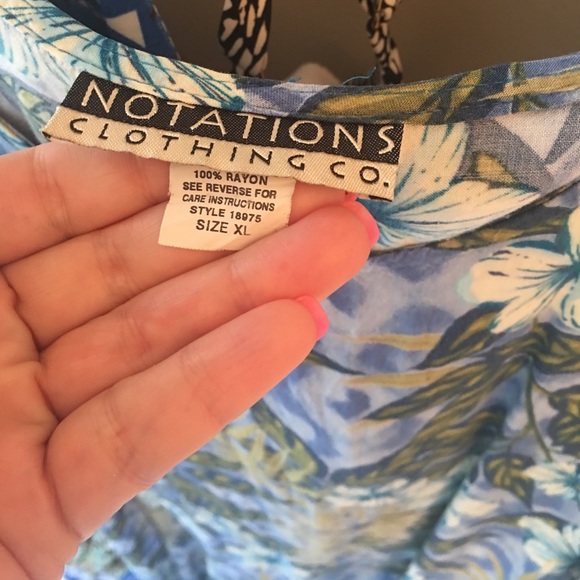 NOTATIONS
CLOTHING CO.
100% RAYON
SEE REVERSE FOR
CARE INSTRUCTIONS
STYLE 18975
SIZE XL